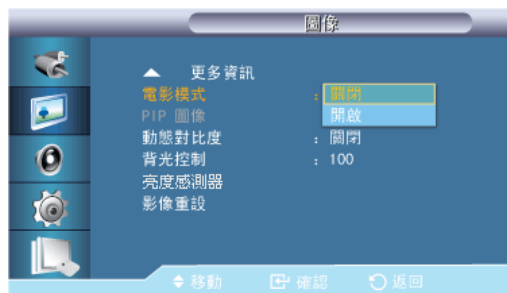 圖像
▲ 更多資訊
電影模式 : 關閉
PIP 圖像 開啟
動態對比度 : 關閉
背光控制 : 100
亮度感測器
影像重設
移動 確認 返回